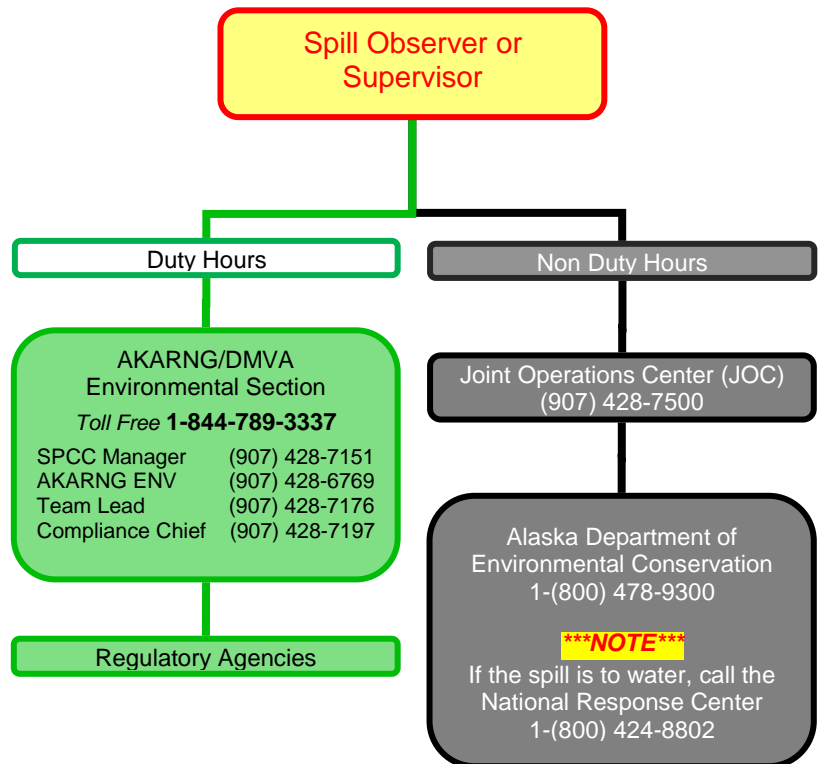 Spill Observer or
Supervisor
Duty Hours
Non Duty Hours
AKARNG/DMVA
Environmental Section
Toll Free 1-844-789-3337
SPCC Manager (907) 428-7151
AKARNG ENV (907) 428-6769
Team Lead (907) 428-7176
Compliance Chief (907) 428-7197
Regulatory Agencies
Joint Operations Center (JOC)
(907) 428-7500
Alaska Department of
Environmental Conservation
1-(800) 478-9300
***NOTE***
If the spill is to water, call the
National Response Center
1-(800) 424-8802